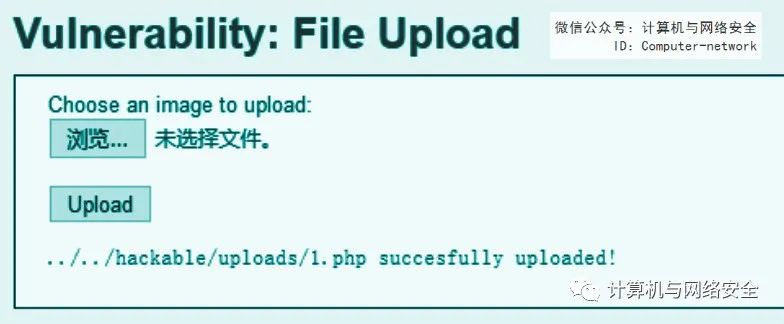 Vulnerability: File Upload
微信公众号：计算机与网络安全
ID：Computer-network
Choose an image to upload:
浏览... 未选择文件。
Upload
../../hackable/uploads/1.php succesfully uploaded!
计算机与网络安全